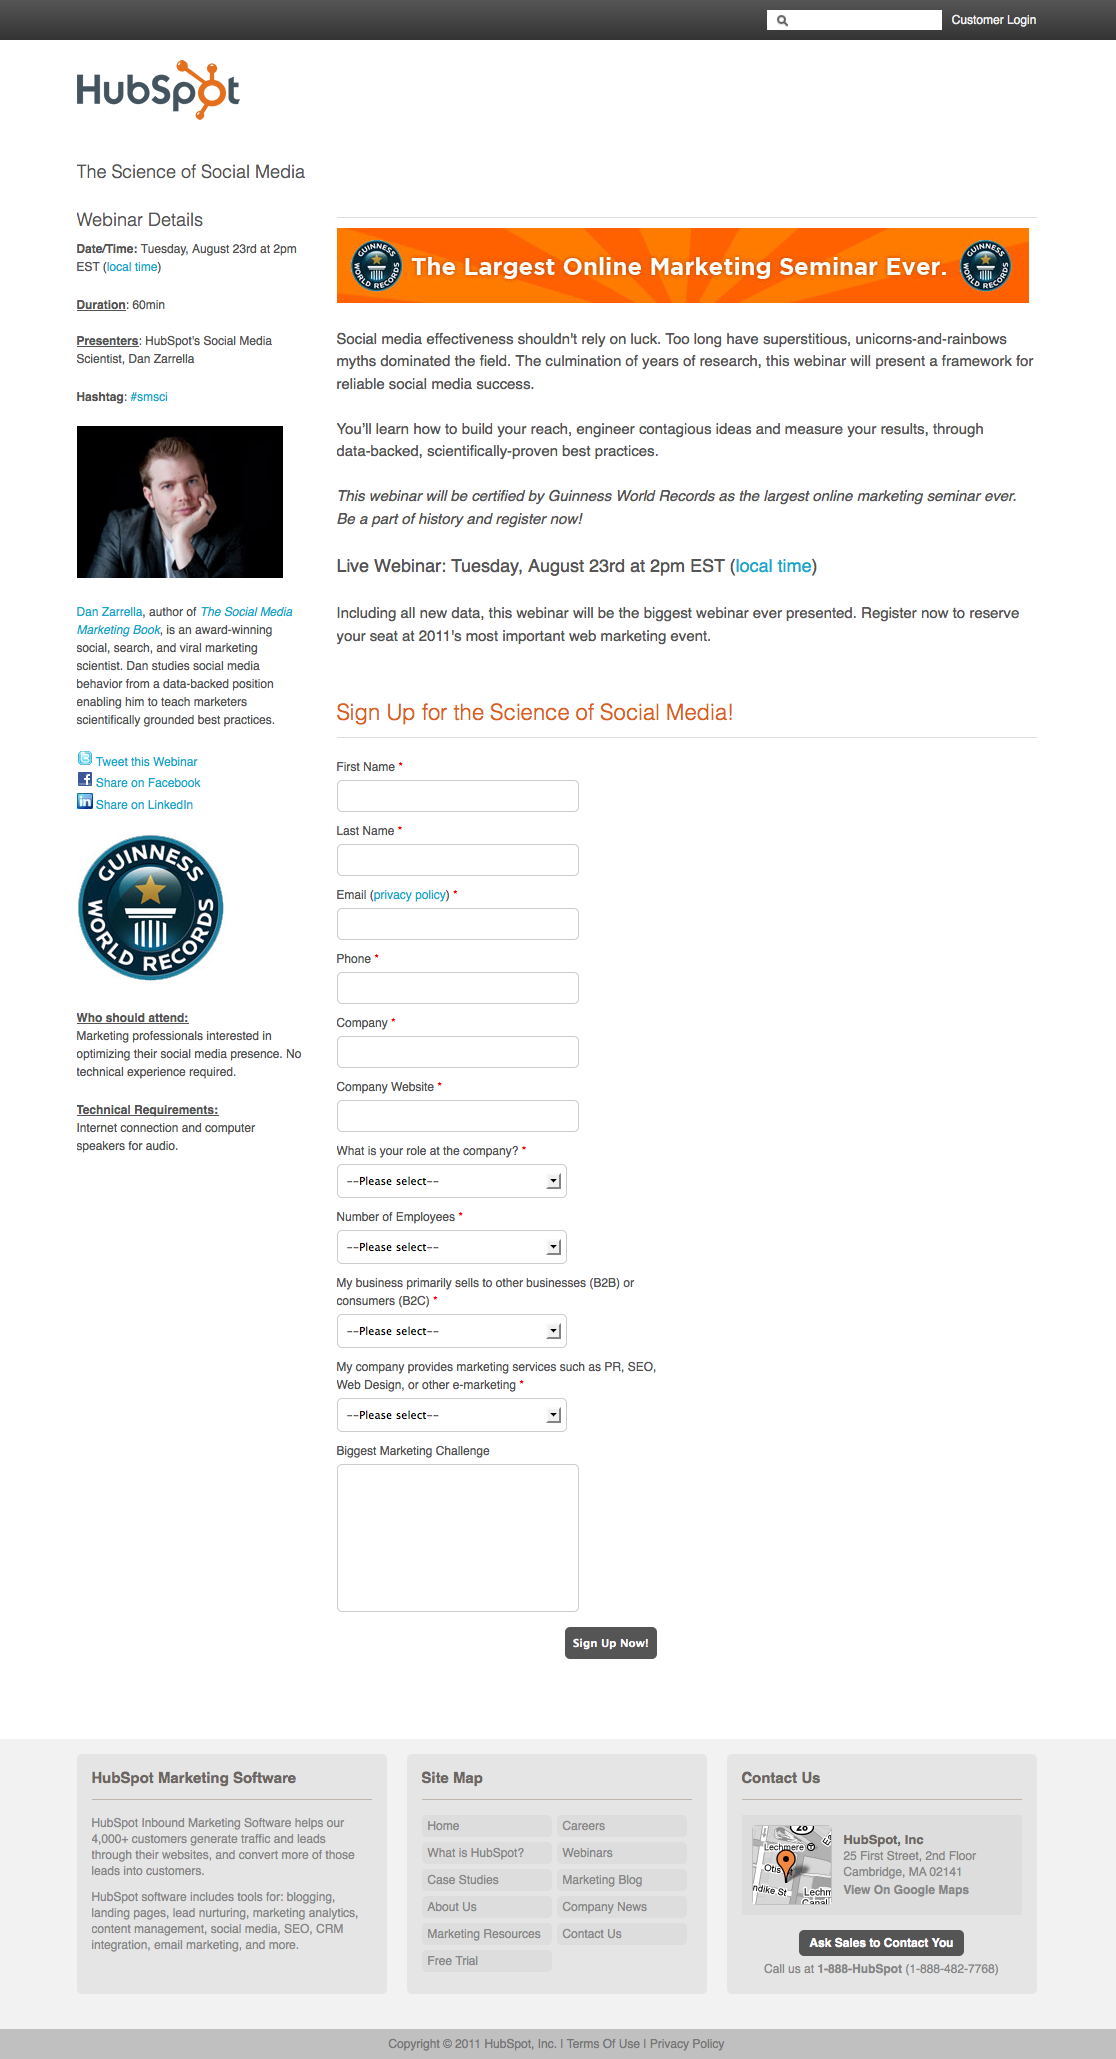 Customer Login
HubSpot
The Science of Social Media
Webinar Details
Date/Time: Tuesday, August 23rd at 2pm
EST (local time)
Duration: 60min
Presenters: HubSpot's Social Media
Scientist, Dan Zarrella
Hashtag: #smsci
Dan Zarrella, author of The Social Media
Marketing Book, is an award-winning
social, search, and viral marketing
scientist. Dan studies social media
behavior from a data-backed position
enabling him to teach marketers
scientifically grounded best practices.
Tweet this Webinar
Share on Facebook
Share on LinkedIn
GUINNESS
WORLD RECORDS
Who should attend:
Marketing professionals interested in
optimizing their social media presence. No
technical experience required.
Technical Requirements:
Internet connection and computer
speakers for audio.
GUINNESS
WORLD RECORDS
The Largest Online Marketing Seminar Ever.
GUINNESS
WORLD RECORDS
Social media effectiveness shouldn't rely on luck. Too long have superstitious, unicorns-and-rainbows
myths dominated the field. The culmination of years of research, this webinar will present a framework for
reliable social media success.
You'll learn how to build your reach, engineer contagious ideas and measure your results, through
data-backed, scientifically-proven best practices.
This webinar will be certified by Guinness World Records as the largest online marketing seminar ever.
Be a part of history and register now!
Live Webinar: Tuesday, August 23rd at 2pm EST (local time)
Including all new data, this webinar will be the biggest webinar ever presented. Register now to reserve
your seat at 2011's most important web marketing event.
Sign Up for the Science of Social Media!
First Name *
Last Name *
Email (privacy policy) *
Phone *
Company *
Company Website *
What is your role at the company? *
--Please select--
Number of Employees *
--Please select--
My business primarily sells to other businesses (B2B) or
consumers (B2C) *
--Please select--
My company provides marketing services such as PR, SEO,
Web Design, or other e-marketing *
--Please select--
Biggest Marketing Challenge
Sign Up Now!
HubSpot Marketing Software
HubSpot Inbound Marketing Software helps our
4,000+ customers generate traffic and leads
through their websites, and convert more of those
leads into customers.
HubSpot software includes tools for: blogging,
landing pages, lead nurturing, marketing analytics,
content management, social media, SEO, CRM
integration, email marketing, and more.
Site Map
Home
Careers
What is HubSpot?
Webinars
Case Studies
Marketing Blog
About Us
Company News
Marketing Resources
Contact Us
Free Trial
Contact Us
28
Lechmere
Otis
ndike St
Lechm
Canal
HubSpot, Inc
25 First Street, 2nd Floor
Cambridge, MA 02141
View On Google Maps
Ask Sales to Contact You
Call us at 1-888-HubSpot (1-888-482-7768)
Copyright © 2011 HubSpot, Inc. | Terms Of Use | Privacy Policy